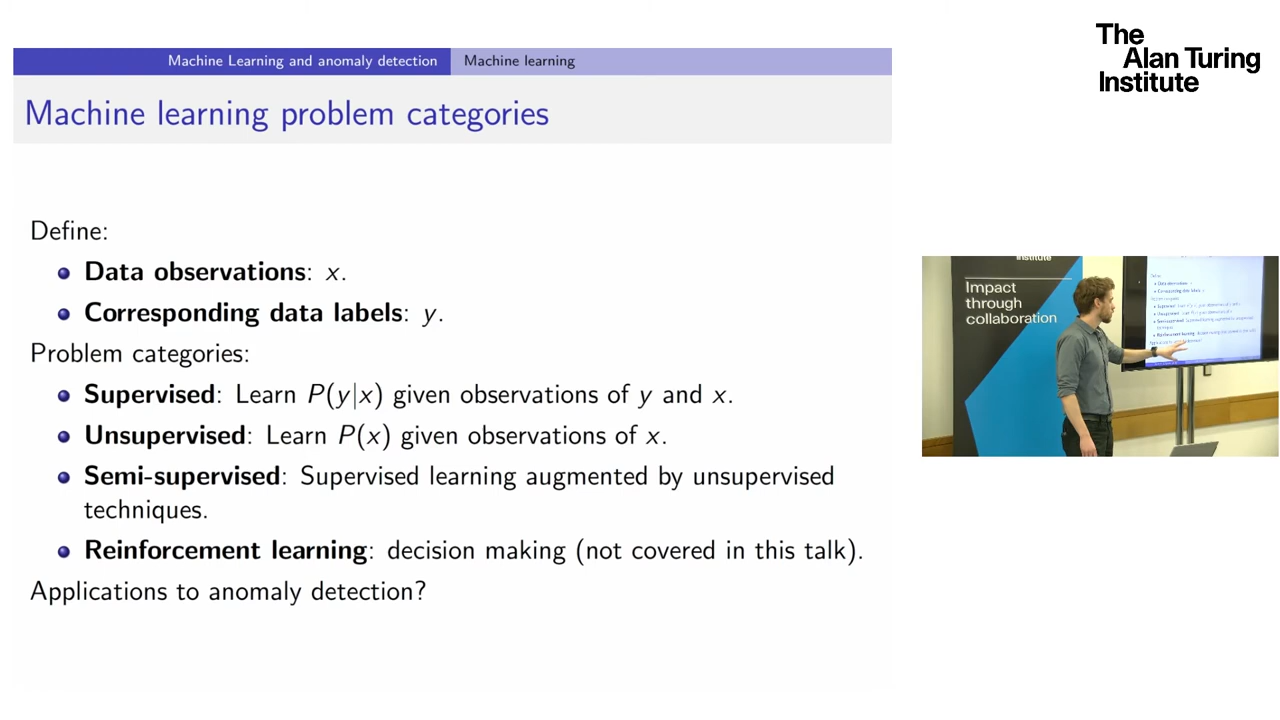 The
Alan Turing
Institute
Machine Learning and anomaly detection
Machine learning
Machine learning problem categories
Define:
Data observations: x.
Corresponding data labels: y.
Problem categories:
Supervised: Learn P(y|x) given observations of y and x.
Unsupervised: Learn P(x) given observations of x.
Semi-supervised: Supervised learning augmented by unsupervised
techniques.
Reinforcement learning: decision making (not covered in this talk).
Applications to anomaly detection?
Institute
Impact
through
collaboration